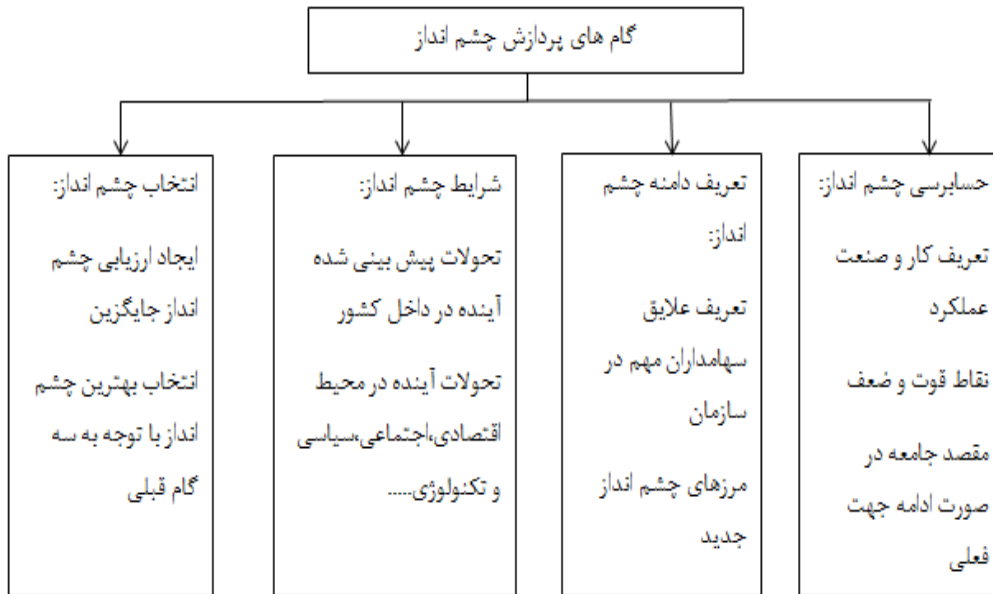 گام های پردازش چشم انداز
حسابرسی چشم انداز:
تعریف کار و صنعت
عملکرد
نقاط قوت و ضعف
مقصد جامعه در
صورت ادامه جهت
فعلی
تعریف دامنه چشم
انداز:
تعریف علایق
سهامداران مهم در
سازمان
مرزهای چشم انداز
جدید
شرایط چشم انداز:
تحولات پیش بینی شده
آینده در داخل کشور
تحولات آینده در محیط
اقتصادی،اجتماعی،سیاسی
و تکنولوژی.....
انتخاب چشم انداز:
ایجاد ارزیابی چشم
انداز جایگزین
انتخاب بهترین چشم
انداز با توجه به سه
گام قبلی